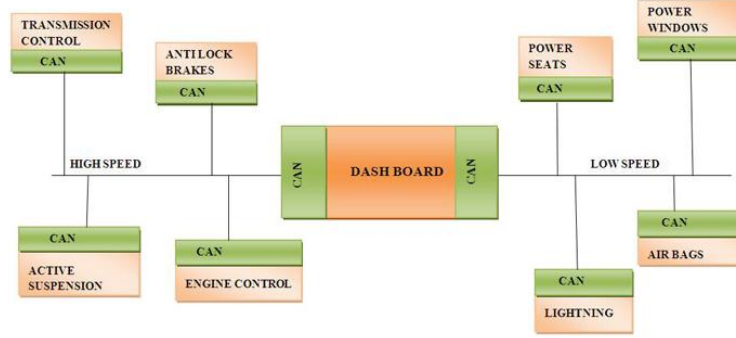 TRANSMISSION
CONTROL
CAN
ANTI LOCK
BRAKES
CAN
HIGH SPEED
CAN
ACTIVE
SUSPENSION
CAN
ENGINE CONTROL
CAN
DASH BOARD
CAN
POWER
SEATS
CAN
POWER
WINDOWS
CAN
LOW SPEED
CAN
LIGHTNING
CAN
AIR BAGS